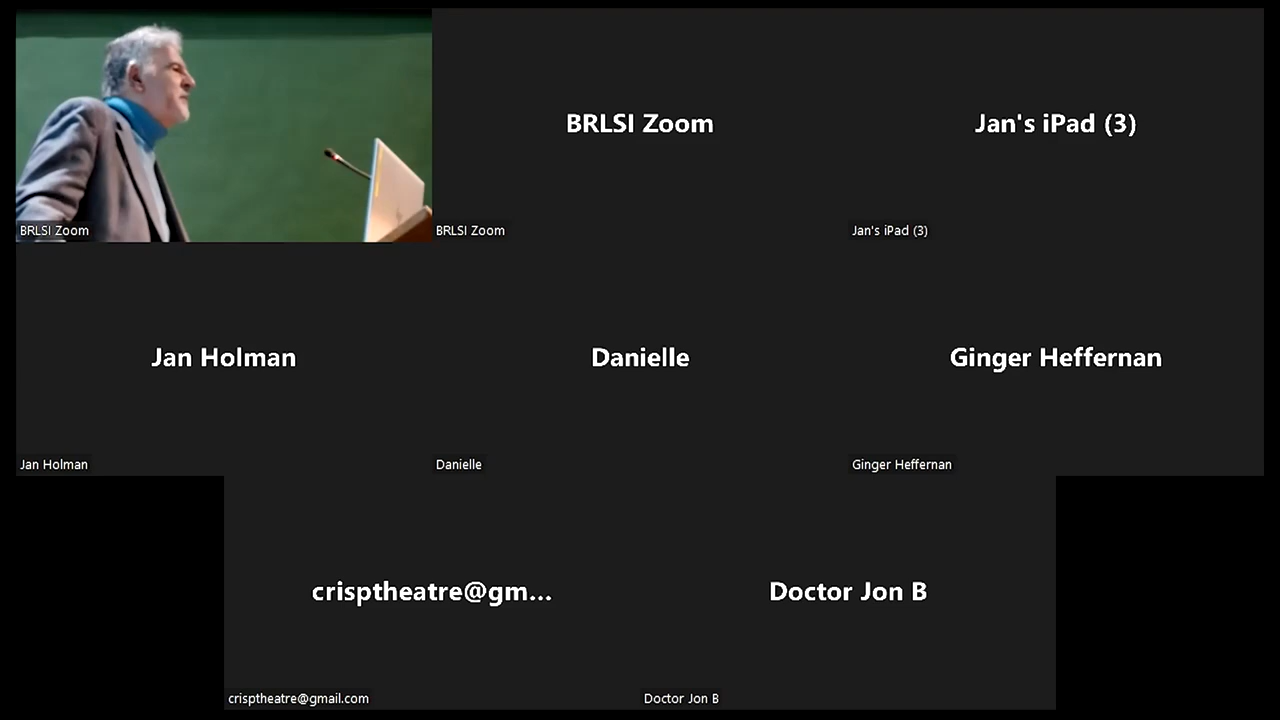 BRLSI Zoom
Jan's iPad (3)
BRLSI Zoom
BRLSI Zoom
Jan's iPad (3)
Jan Holman
Danielle
Ginger Heffernan
Jan Holman
Danielle
Ginger Heffernan
crisptheatre@gm...
Doctor Jon B
crisptheatre@gmail.com
Doctor Jon B